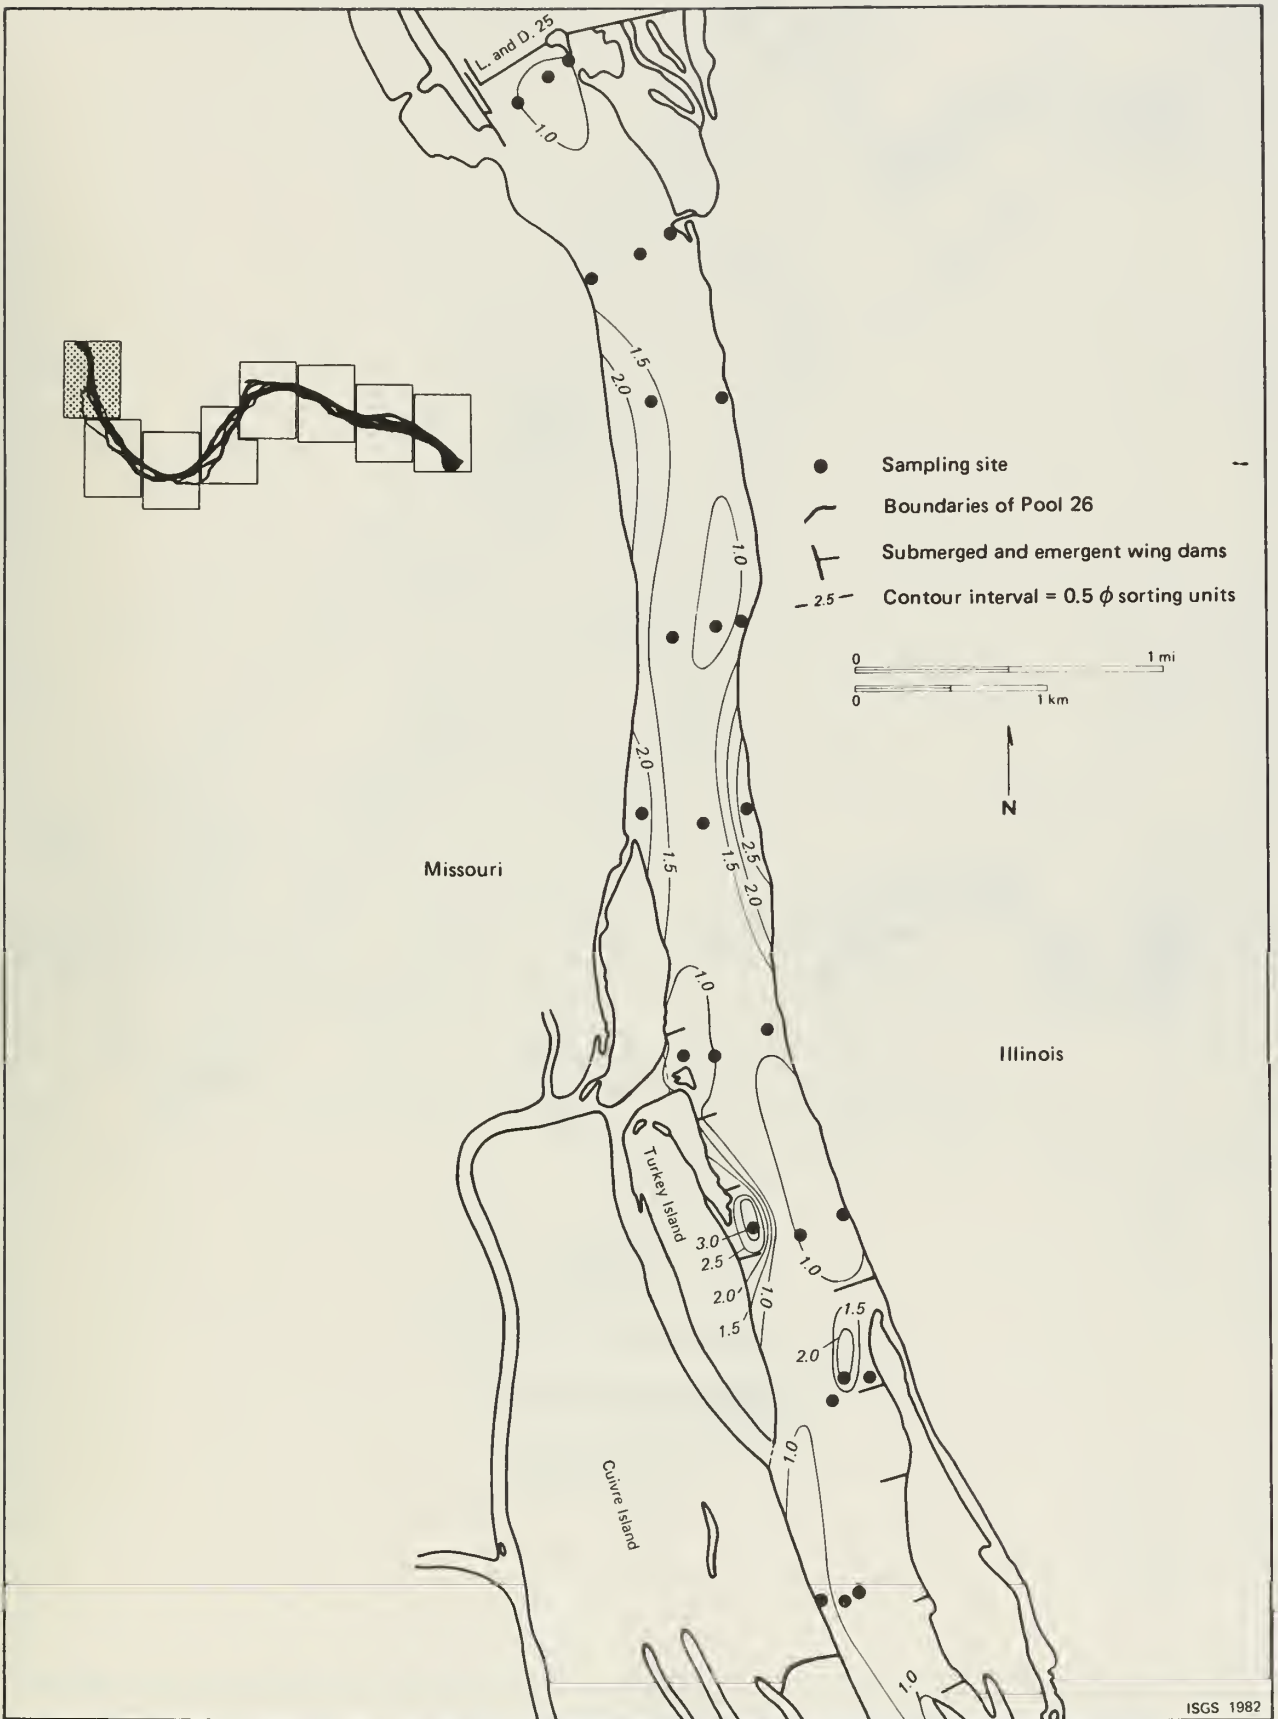 L. and D. 25
1.0
1.5
2.0
1.0
Sampling site
Boundaries of Pool 26
Submerged and emergent wing dams
– 2.5 – Contour interval = 0.5 ϕ sorting units
0 1 mi
0 1 km
N
2.0
Missouri
1.5
1.5
2.5
2.0
1.0
Illinois
Turkey Island
3.0
2.5
2.0
1.5
1.0
1.0
1.5
2.0
1.0
Cuivre Island
1.0
ISGS 1982